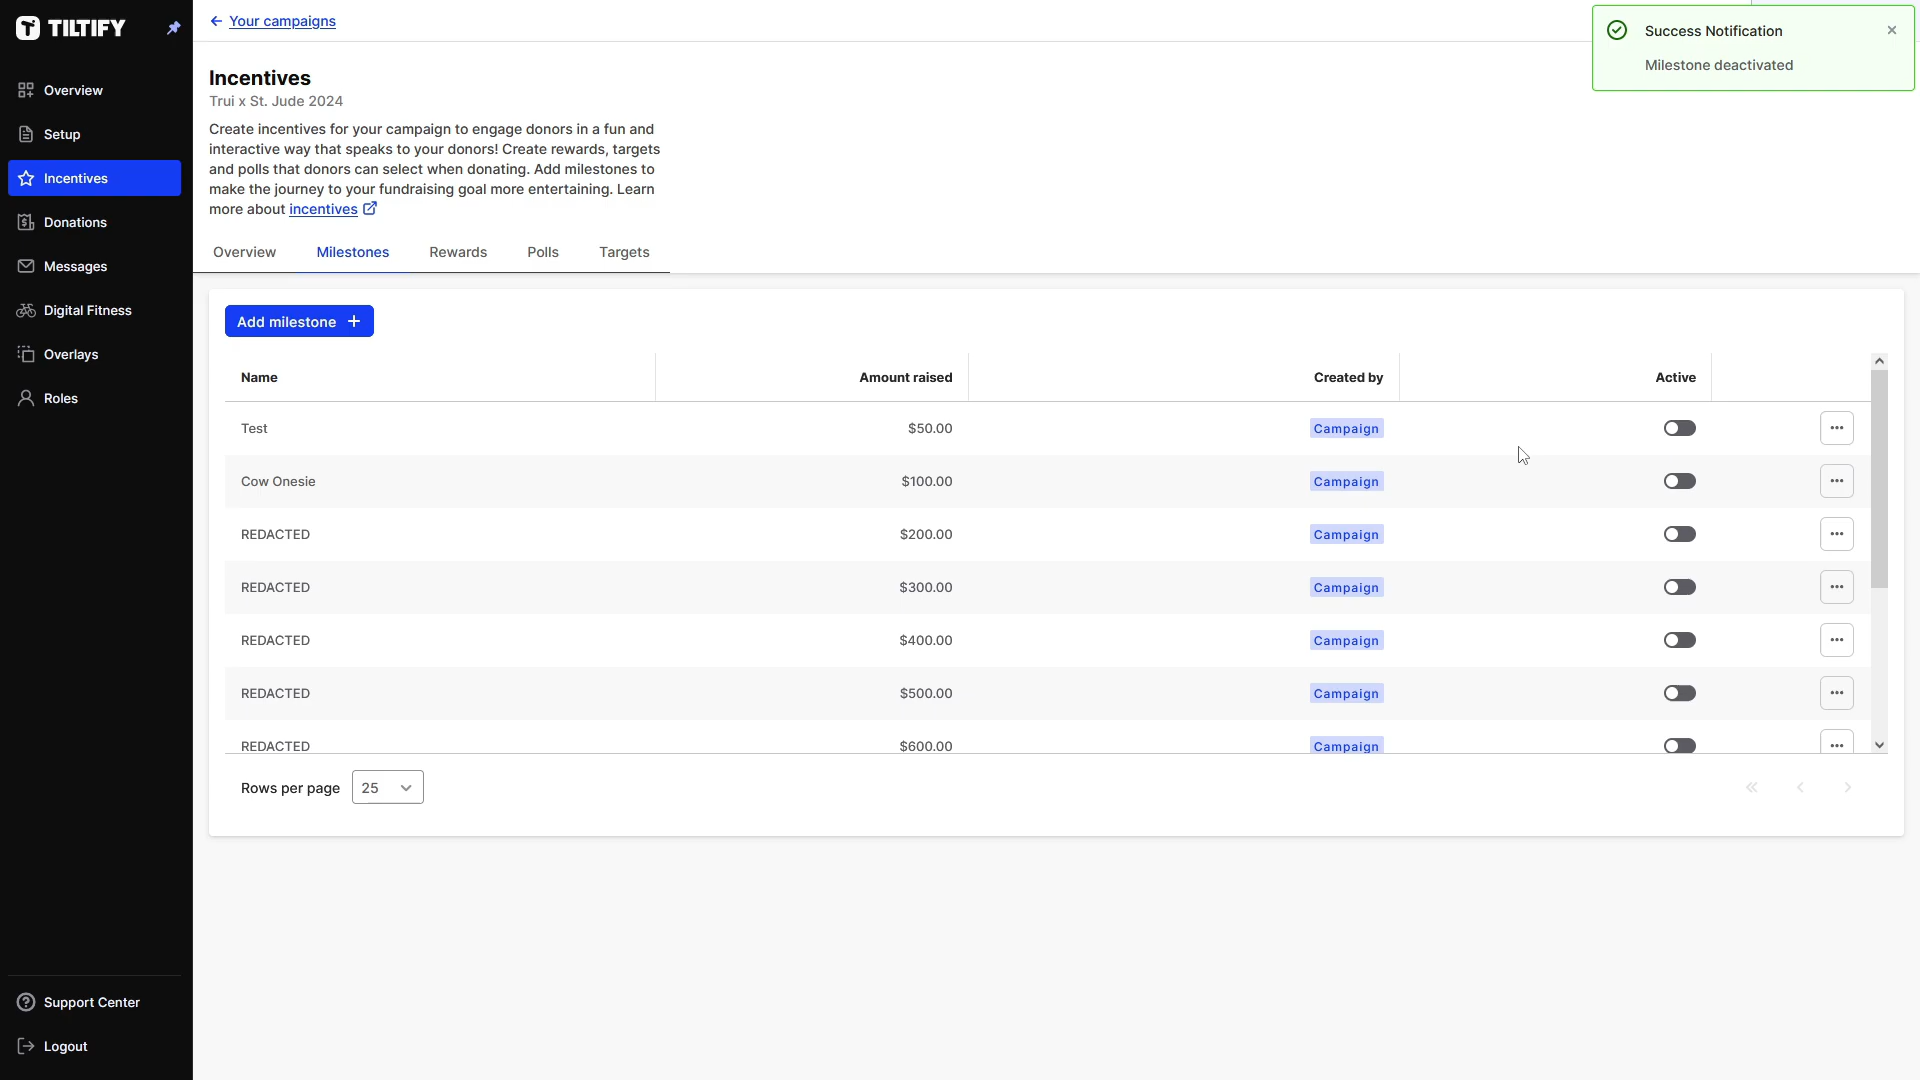 TILTIFY
Overview
Setup
Incentives
Donations
Messages
Digital Fitness
Overlays
Roles
Support Center
Logout
Your campaigns
Success Notification
Milestone deactivated
Incentives
Trui x St. Jude 2024
Create incentives for your campaign to engage donors in a fun and
interactive way that speaks to your donors! Create rewards, targets
and polls that donors can select when donating. Add milestones to
make the journey to your fundraising goal more entertaining. Learn
more about incentives
Overview Milestones Rewards Polls Targets
Add milestone +
Name Amount raised Created by Active
Test $50.00 Campaign
Cow Onesie $100.00 Campaign
REDACTED $200.00 Campaign
REDACTED $300.00 Campaign
REDACTED $400.00 Campaign
REDACTED $500.00 Campaign
REDACTED $600.00 Campaign
Rows per page 25